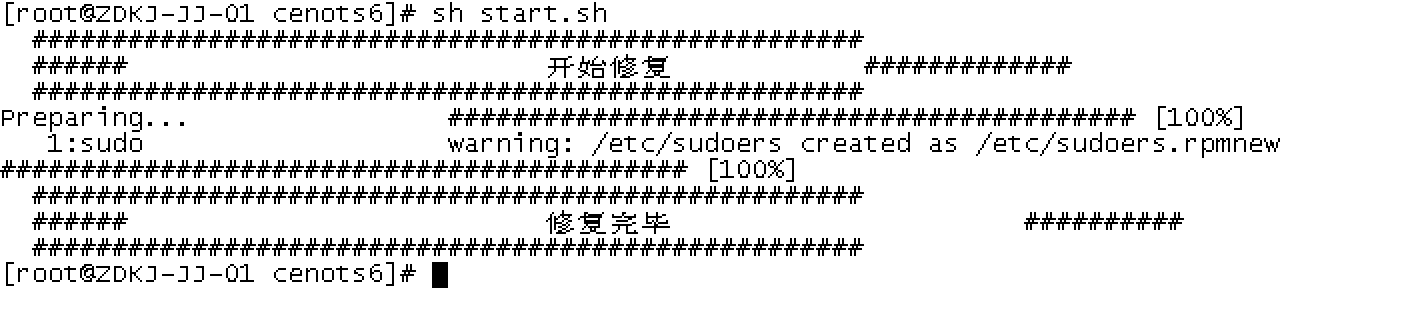 [root@ZDKJ-JJ-01 cenots6]# sh start.sh
####################################################
###### 开始修复 #############
####################################################
Preparing... ########################################### [100%]
1:sudo warning: /etc/sudoers created as /etc/sudoers.rpmnew
########################################### [100%]
####################################################
###### 修复完毕 ##########
####################################################
[root@ZDKJ-JJ-01 cenots6]#